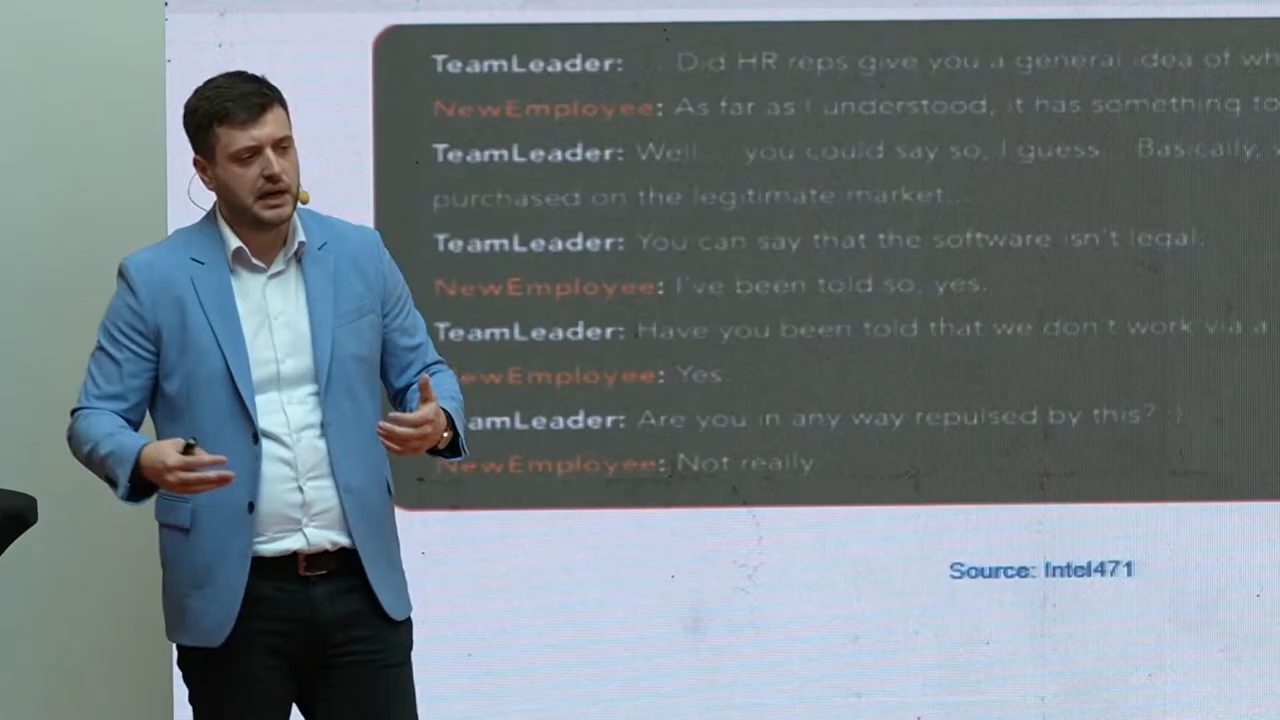 TeamLeader: ... Did HR reps give you a general idea of wh
NewEmployee: As far as I understood, it has something to
TeamLeader: Well... you could say so, I guess. Basically,
purchased on the legitimate market...
TeamLeader: You can say that the software isn't legal.
NewEmployee: I've been told so, yes.
TeamLeader: Have you been told that we don't work via a
ewEmployee: Yes
amLeader: Are you in any way repulsed by this? :)
NewEmployee: Not really
Source: Intel471